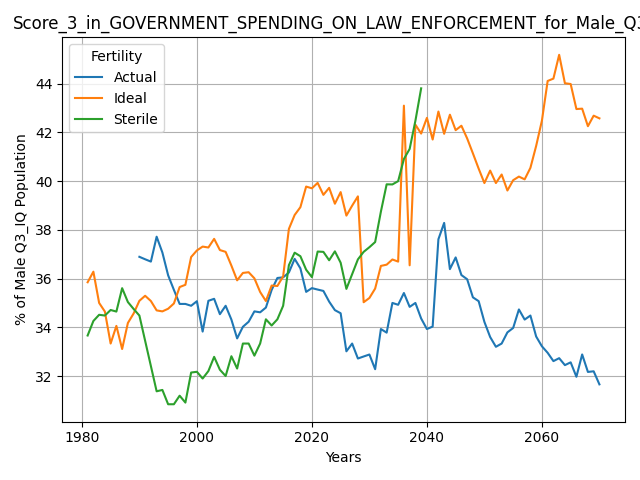 Score_3_in_GOVERNMENT_SPENDING_ON_LAW_ENFORCEMENT_for_Male_Q3
Fertility
Actual
Ideal
Sterile
% of Male Q3_IQ Population
44
42
40
38
36
34
32
1980
2000
2020
2040
2060
Years